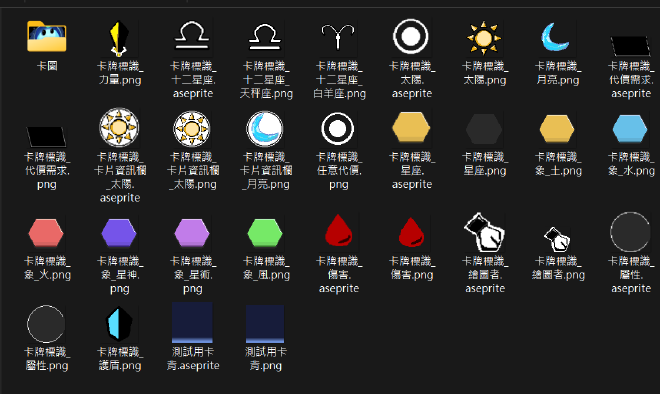 卡圖
卡牌標識_
力量.png
卡牌標識_
十二星座.
aseprite
卡牌標識_
十二星座_
天秤座.png
卡牌標識_
十二星座_
白羊座.png
卡牌標識_
太陽.
aseprite
卡牌標識_
太陽.png
卡牌標識_
月亮.png
卡牌標識_
代價需求.
aseprite
卡牌標識_
代價需求.
png
卡牌標識_
卡片資訊欄
_太陽.
aseprite
卡牌標識_
卡片資訊欄
_太陽.png
卡牌標識_
卡片資訊欄
_月亮.png
卡牌標識_
任意代價.
png
卡牌標識_
星座.
aseprite
卡牌標識_
星座.png
卡牌標識_
象_土.png
卡牌標識_
象_水.png
卡牌標識_
象_火.png
卡牌標識_
象_星神.
png
卡牌標識_
象_星術.
png
卡牌標識_
象_風.png
卡牌標識_
傷害.
aseprite
卡牌標識_
傷害.png
卡牌標識_
繪圖者.
aseprite
卡牌標識_
繪圖者.png
卡牌標識_
屬性.
aseprite
卡牌標識_
屬性.png
卡牌標識_
護盾.png
測試用卡
背.aseprite
測試用卡
背.png